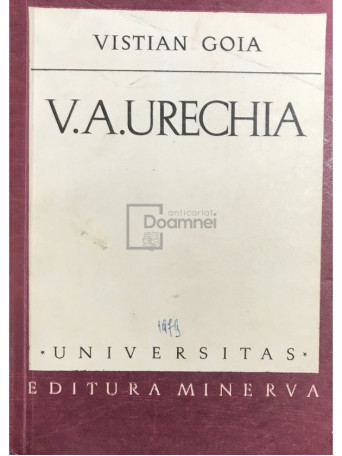 VISTIAN GOIA
V.A.URECHIA
anticariat
Doamnei
1979
· UNIVERSITAS ·
EDITURA MINERVA